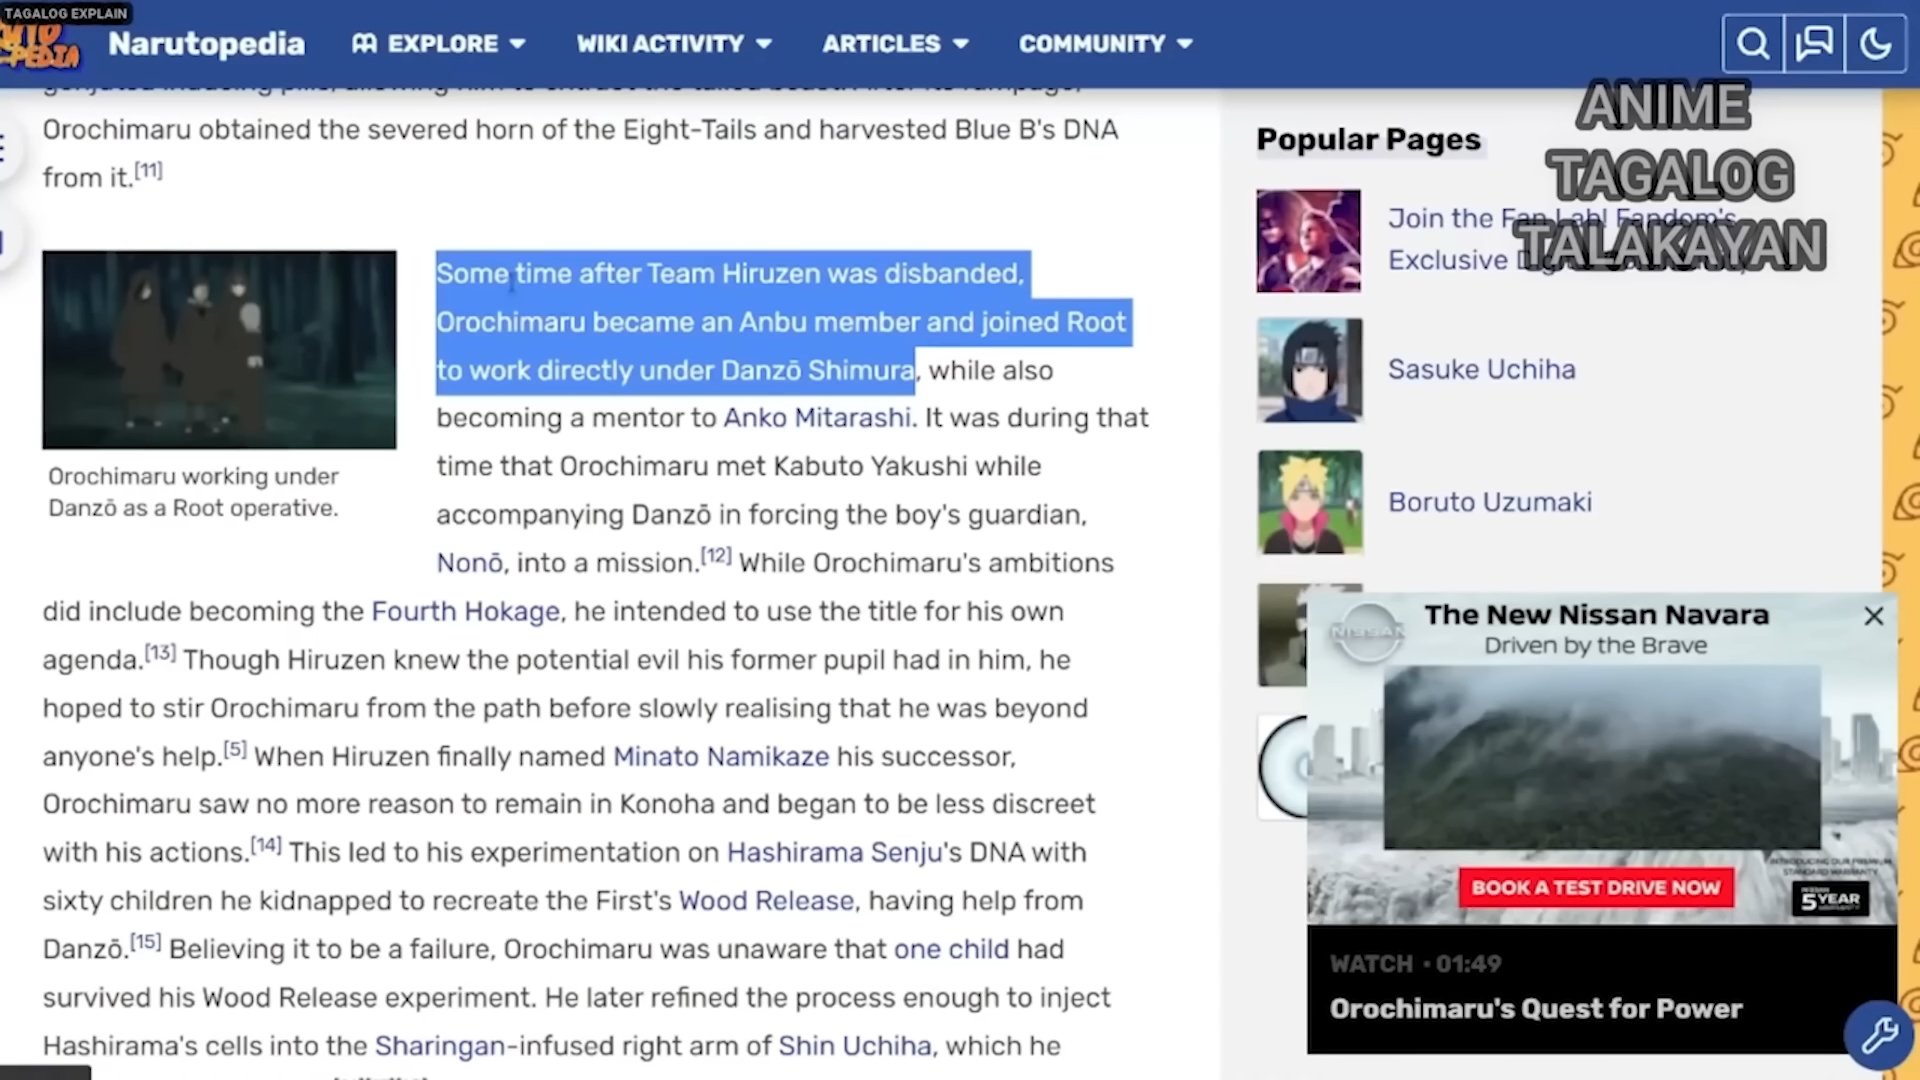 TAGALOG EXPLAIN
Narutopedia
EXPLORE
WIKI ACTIVITY
ARTICLES
COMMUNITY
Orochimaru obtained the severed horn of the Eight-Tails and harvested Blue B's DNA
from it.[11]
Orochimaru working under
Danzō as a Root operative.
Some time after Team Hiruzen was disbanded,
Orochimaru became an Anbu member and joined Root
to work directly under Danzō Shimura, while also
becoming a mentor to Anko Mitarashi. It was during that
time that Orochimaru met Kabuto Yakushi while
accompanying Danzō in forcing the boy's guardian,
Nonō, into a mission.[12] While Orochimaru's ambitions
did include becoming the Fourth Hokage, he intended to use the title for his own
agenda.[13] Though Hiruzen knew the potential evil his former pupil had in him, he
hoped to stir Orochimaru from the path before slowly realising that he was beyond
anyone's help.[5] When Hiruzen finally named Minato Namikaze his successor,
Orochimaru saw no more reason to remain in Konoha and began to be less discreet
with his actions.[14] This led to his experimentation on Hashirama Senju's DNA with
sixty children he kidnapped to recreate the First's Wood Release, having help from
Danzō.[15] Believing it to be a failure, Orochimaru was unaware that one child had
survived his Wood Release experiment. He later refined the process enough to inject
Hashirama's cells into the Sharingan-infused right arm of Shin Uchiha, which he
Popular Pages
ANIME
TAGALOG
TALAKAYAN
Join the Fan Lab! Fandom's
Exclusive
Sasuke Uchiha
Boruto Uzumaki
NISSAN
The New Nissan Navara
Driven by the Brave
BOOK A TEST DRIVE NOW
INTRODUCING OUR PREMIUM
STANDARD WARRANTY
NISSAN
5 YEAR
WARRANTY
WATCH • 01:49
Orochimaru's Quest for Power